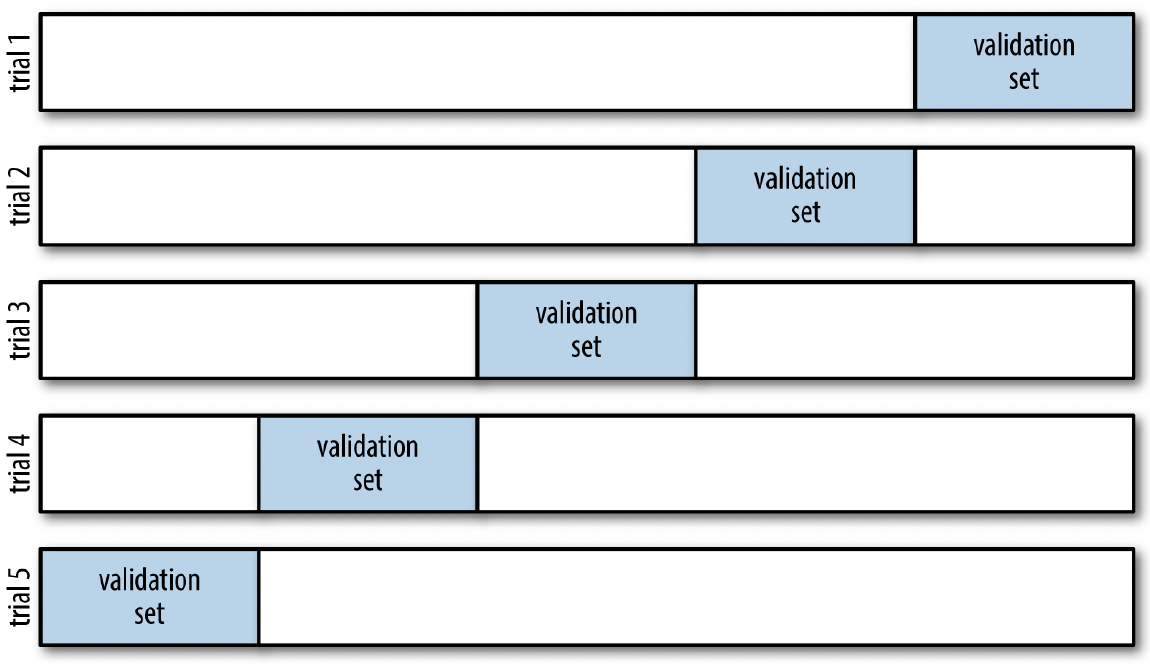 trial 1
validation
set
trial 2
validation
set
trial 3
validation
set
trial 4
validation
set
trial 5
validation
set